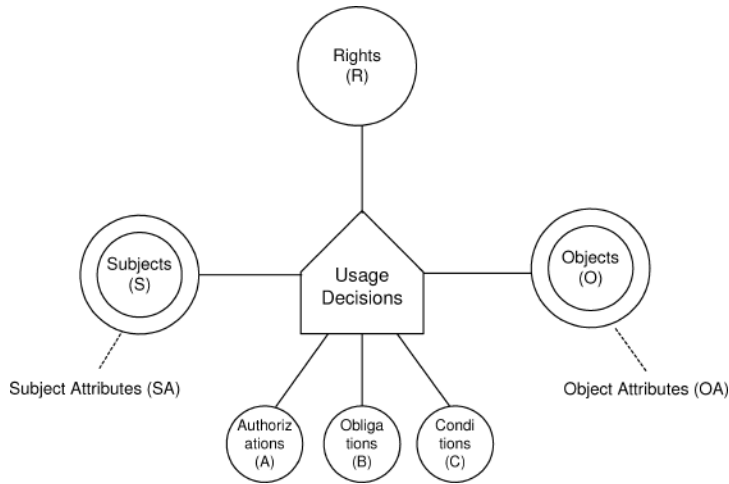 Rights
(R)
Subjects
(S)
Usage
Decisions
Objects
(O)
Subject Attributes (SA)
Object Attributes (OA)
Authoriz
ations
(A)
Obliga
tions
(B)
Condi
tions
(C)